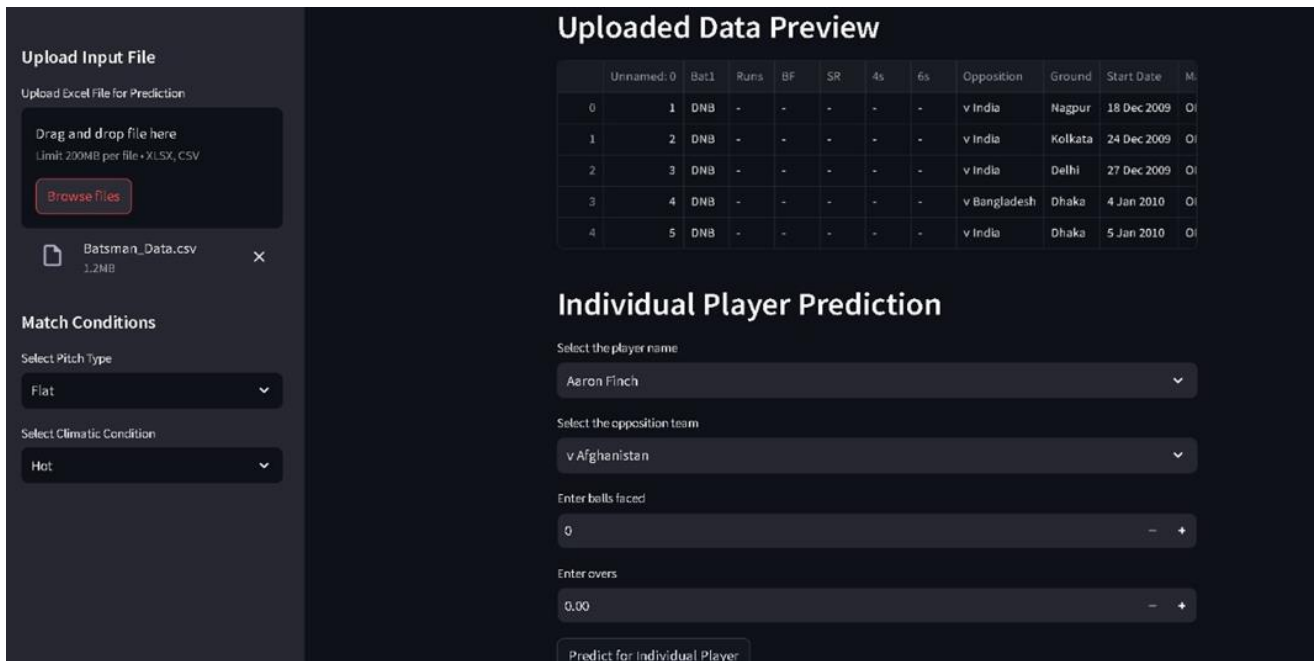 Upload Input File
Upload Excel File for Prediction
Drag and drop file here
Limit 200MB per file • XLSX, CSV
Browse files
Batsman_Data.csv
1.2MB
Match Conditions
Select Pitch Type
Flat
Select Climatic Condition
Hot
Uploaded Data Preview
Unnamed: 0 Bat1 Runs BF SR 4s 6s Opposition Ground Start Date M
0 1 DNB - - - - - v India Nagpur 18 Dec 2009 OI
1 2 DNB - - - - - v India Kolkata 24 Dec 2009 OI
2 3 DNB - - - - - v India Delhi 27 Dec 2009 OI
3 4 DNB - - - - - v Bangladesh Dhaka 4 Jan 2010 OI
4 5 DNB - - - - - v India Dhaka 5 Jan 2010 OI
Individual Player Prediction
Select the player name
Aaron Finch
Select the opposition team
v Afghanistan
Enter balls faced
0 − +
Enter overs
0.00 − +
Predict for Individual Player